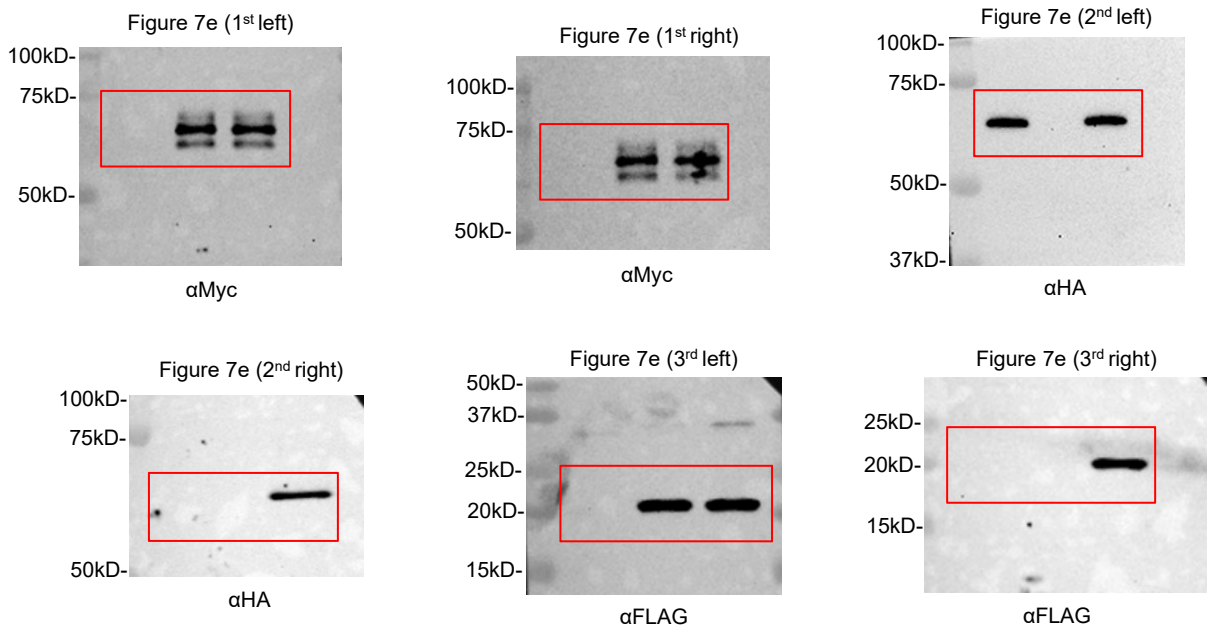 Figure 7e (1st left)
100kD-
75kD-
50kD-
αMyc
Figure 7e (1st right)
100kD-
75kD-
50kD-
αMyc
Figure 7e (2nd left)
100kD-
75kD-
50kD-
37kD-
αHA
Figure 7e (2nd right)
100kD-
75kD-
50kD-
αHA
Figure 7e (3rd left)
50kD-
37kD-
25kD-
20kD-
15kD-
αFLAG
Figure 7e (3rd right)
25kD-
20kD-
15kD-
αFLAG